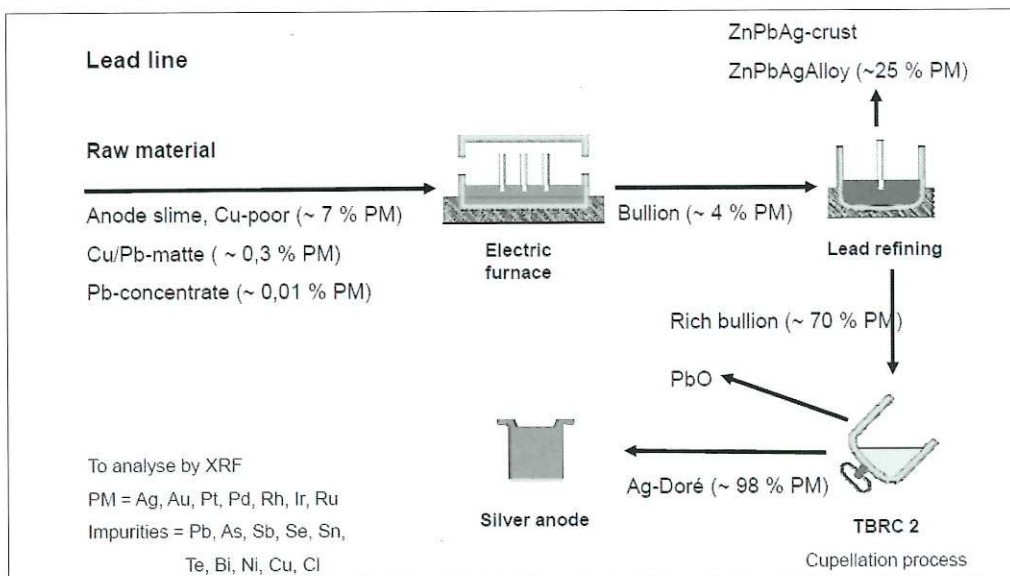 Lead line
ZnPbAg-crust
ZnPbAgAlloy (~25 % PM)
Raw material
Anode slime, Cu-poor (~ 7 % PM)
Cu/Pb-matte ( ~ 0,3 % PM)
Pb-concentrate (~ 0,01 % PM)
Electric
furnace
Bullion (~ 4 % PM)
Lead refining
Rich bullion (~ 70 % PM)
PbO
Ag-Doré (~ 98 % PM)
Silver anode
TBRC 2
Cupellation process
To analyse by XRF
PM = Ag, Au, Pt, Pd, Rh, Ir, Ru
Impurities = Pb, As, Sb, Se, Sn,
Te, Bi, Ni, Cu, Cl